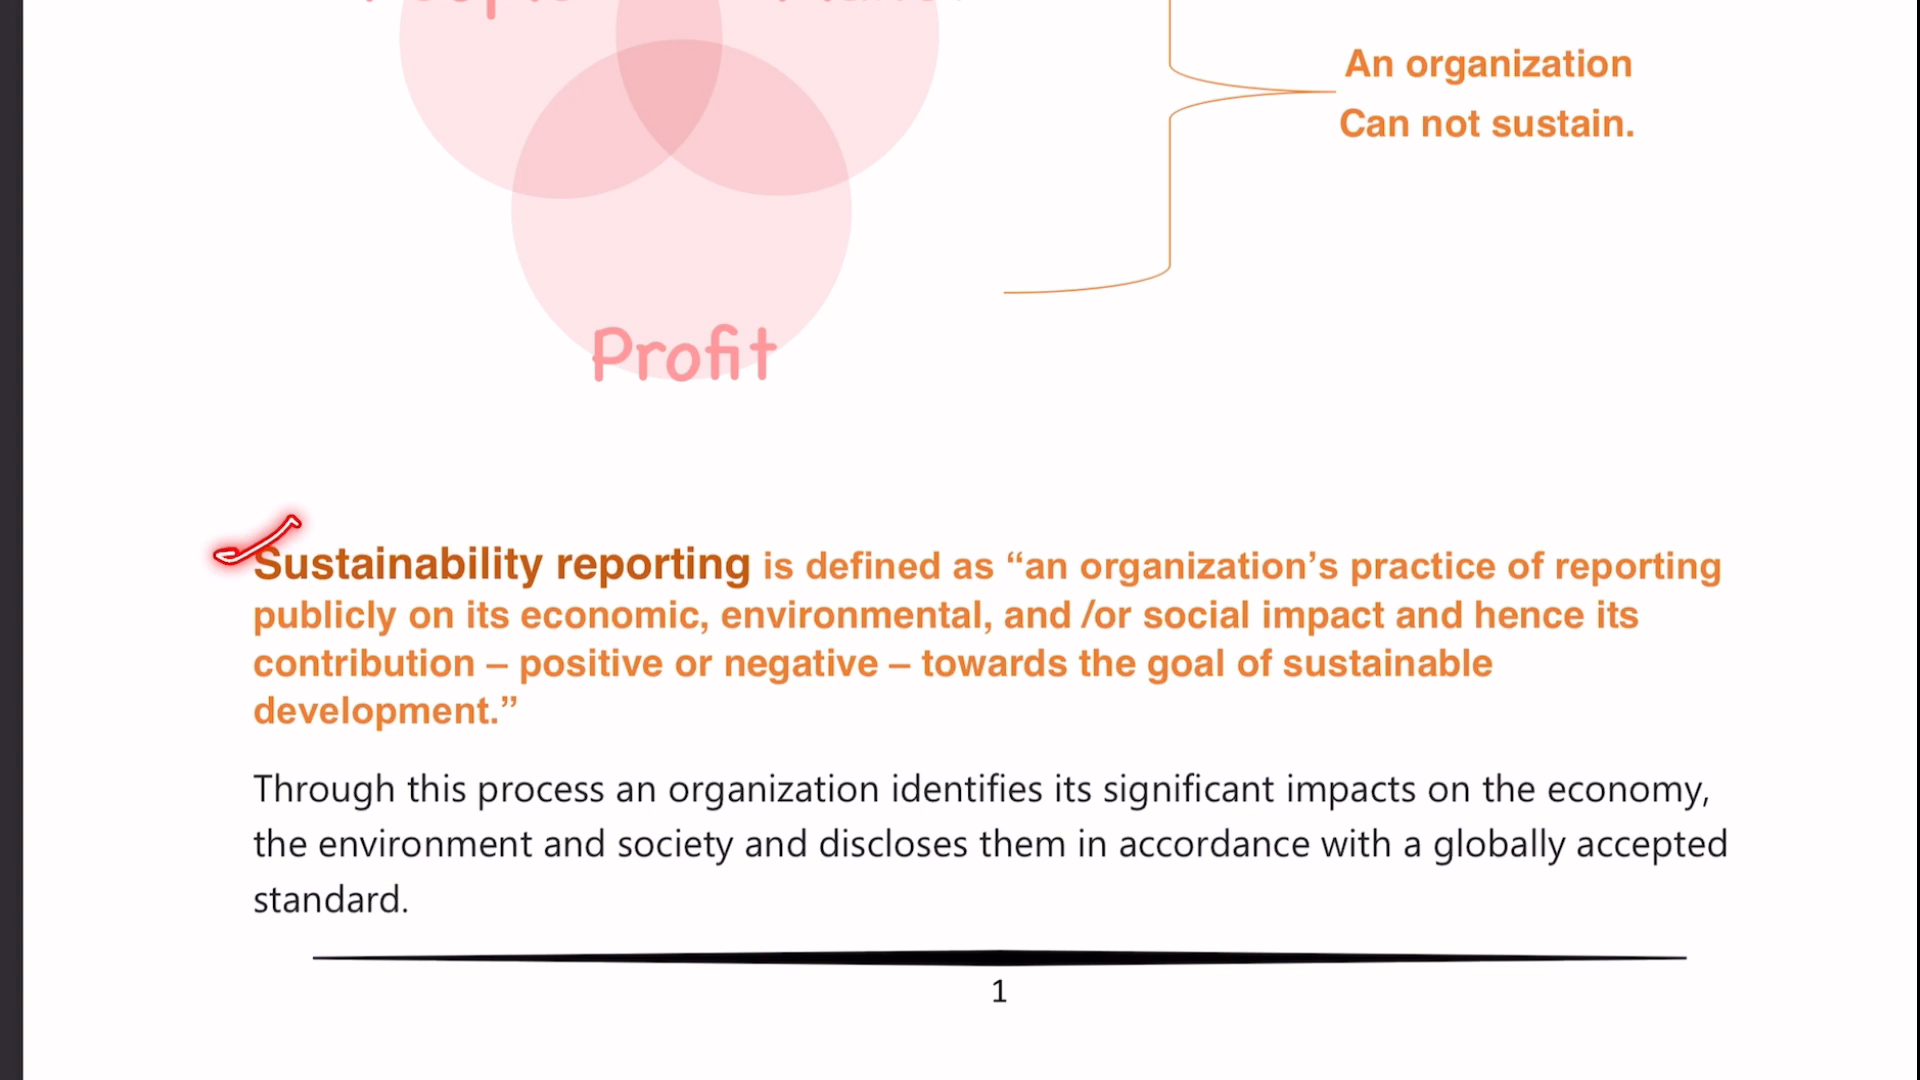 An organization
Can not sustain.
Profit
Sustainability reporting is defined as “an organization’s practice of reporting
publicly on its economic, environmental, and /or social impact and hence its
contribution – positive or negative – towards the goal of sustainable
development.”
Through this process an organization identifies its significant impacts on the economy,
the environment and society and discloses them in accordance with a globally accepted
standard.
1